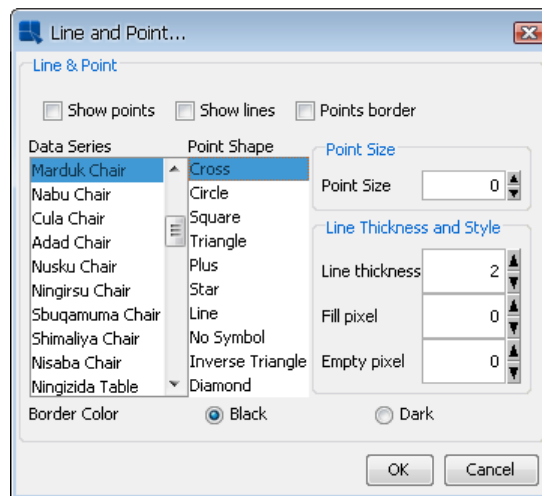 Line and Point...
Line & Point
Show points Show lines Points border
Data Series
Marduk Chair
Nabu Chair
Cula Chair
Adad Chair
Nusku Chair
Ningirsu Chair
Sbuqamuma Chair
Shimaliya Chair
Nisaba Chair
Ningizida Table
Point Shape
Cross
Circle
Square
Triangle
Plus
Star
Line
No Symbol
Inverse Triangle
Diamond
Point Size
Point Size 0
Line Thickness and Style
Line thickness 2
Fill pixel 0
Empty pixel 0
Border Color Black Dark
OK Cancel